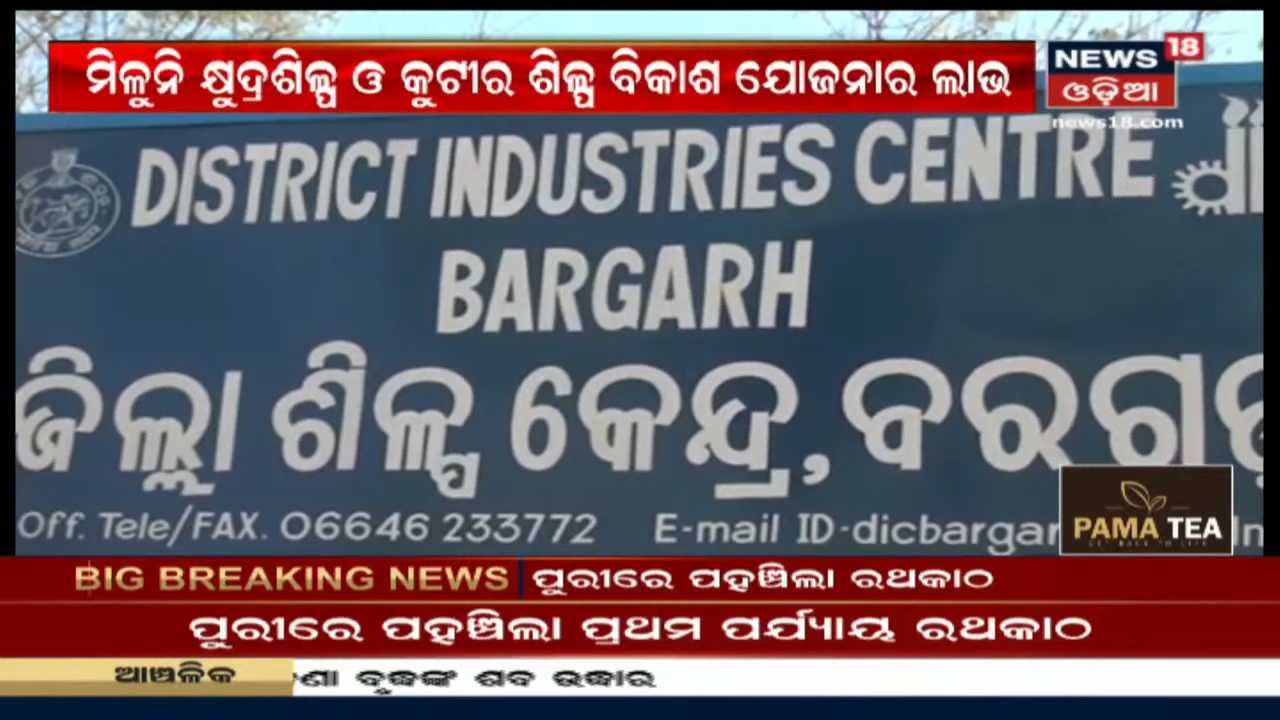 ମିଳୁନି କ୍ଷୁଦ୍ରଶିଳ୍ପ ଓ କୁଟୀର ଶିଳ୍ପ ବିକାଶ ଯୋଜନାର ଲାଭ
NEWS 18
ଓଡ଼ିଆ
news18.com
DISTRICT INDUSTRIES CENTRE
BARGARH
ଜିଲ୍ଲା ଶିଳ୍ପ କେନ୍ଦ୍ର,
Off. Tele/FAX. 06646 233772 E-mail ID-dicbargar
PAMA TEA
BIG BREAKING NEWS ପୁରୀରେ ପହଞ୍ଚିଲା ରଥକାଠ
ପୁରୀରେ ପହଞ୍ଚିଲା ପ୍ରଥମ ପର୍ଯ୍ୟାୟ ରଥକାଠ
ଆଞ୍ଚଳିକ ବୃଦ୍ଧଙ୍କ ଶବ ଉଦ୍ଧାର